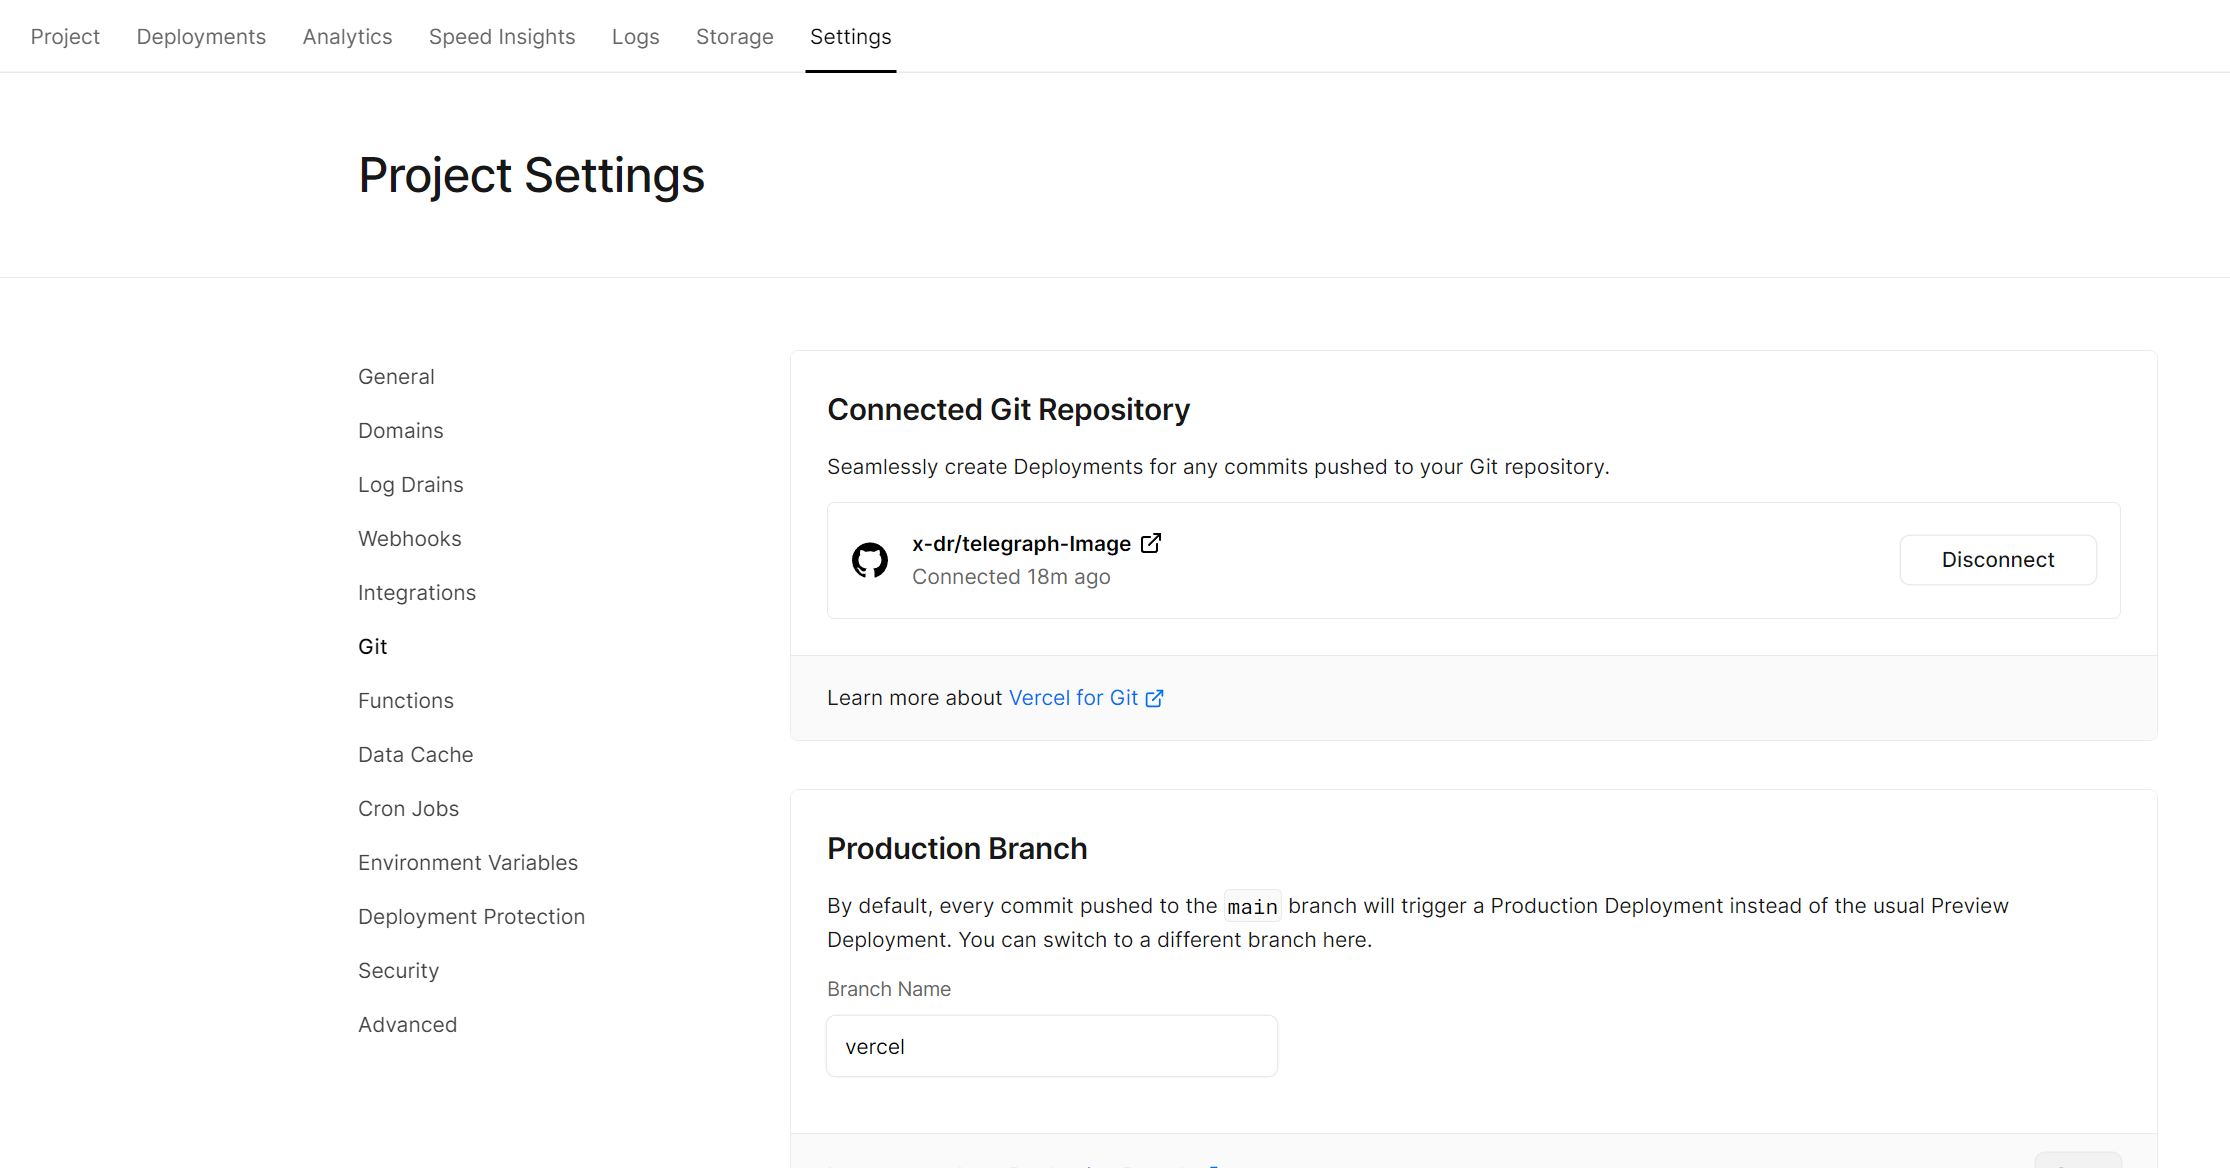 Project Deployments Analytics Speed Insights Logs Storage Settings
Project Settings
General
Domains
Log Drains
Webhooks
Integrations
Git
Functions
Data Cache
Cron Jobs
Environment Variables
Deployment Protection
Security
Advanced
Connected Git Repository
Seamlessly create Deployments for any commits pushed to your Git repository.
x-dr/telegraph-Image
Connected 18m ago
Disconnect
Learn more about Vercel for Git
Production Branch
By default, every commit pushed to the main branch will trigger a Production Deployment instead of the usual Preview
Deployment. You can switch to a different branch here.
Branch Name
vercel